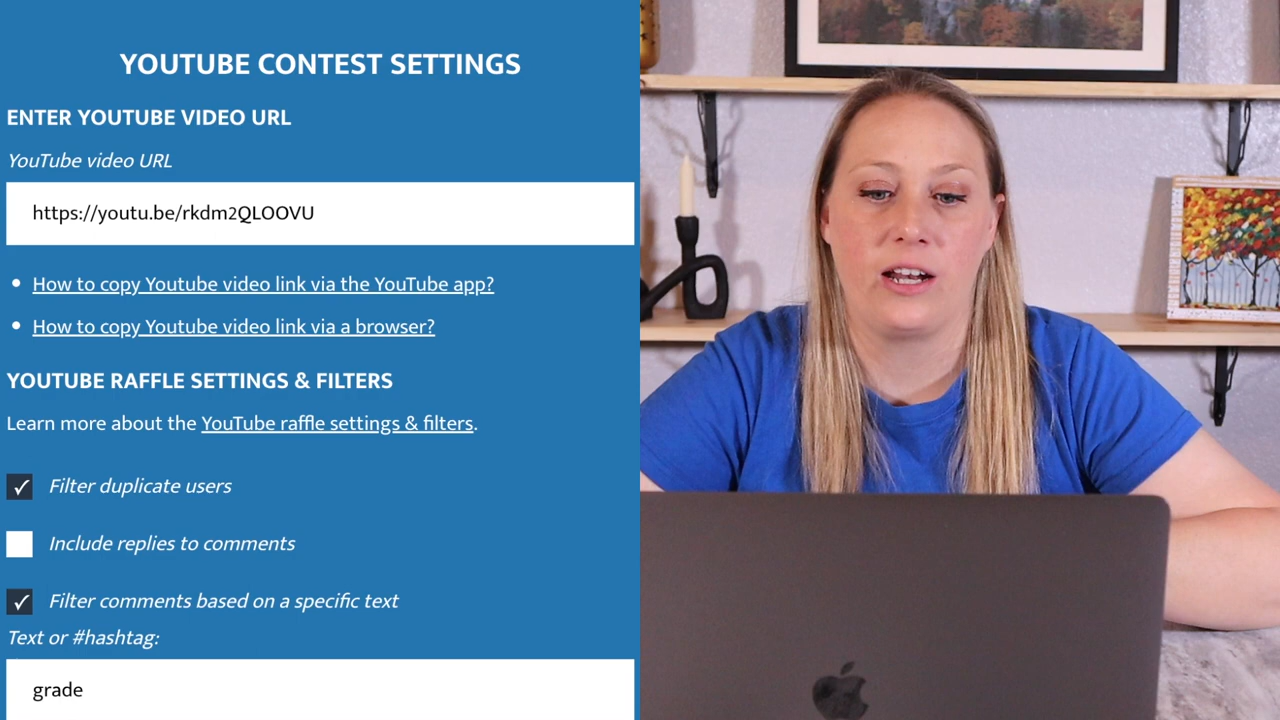 YOUTUBE CONTEST SETTINGS
ENTER YOUTUBE VIDEO URL
YouTube video URL
https://youtu.be/rkdm2QLOOVU
How to copy Youtube video link via the YouTube app?
How to copy Youtube video link via a browser?
YOUTUBE RAFFLE SETTINGS & FILTERS
Learn more about the YouTube raffle settings & filters.
Filter duplicate users
Include replies to comments
Filter comments based on a specific text
Text or #hashtag:
grade